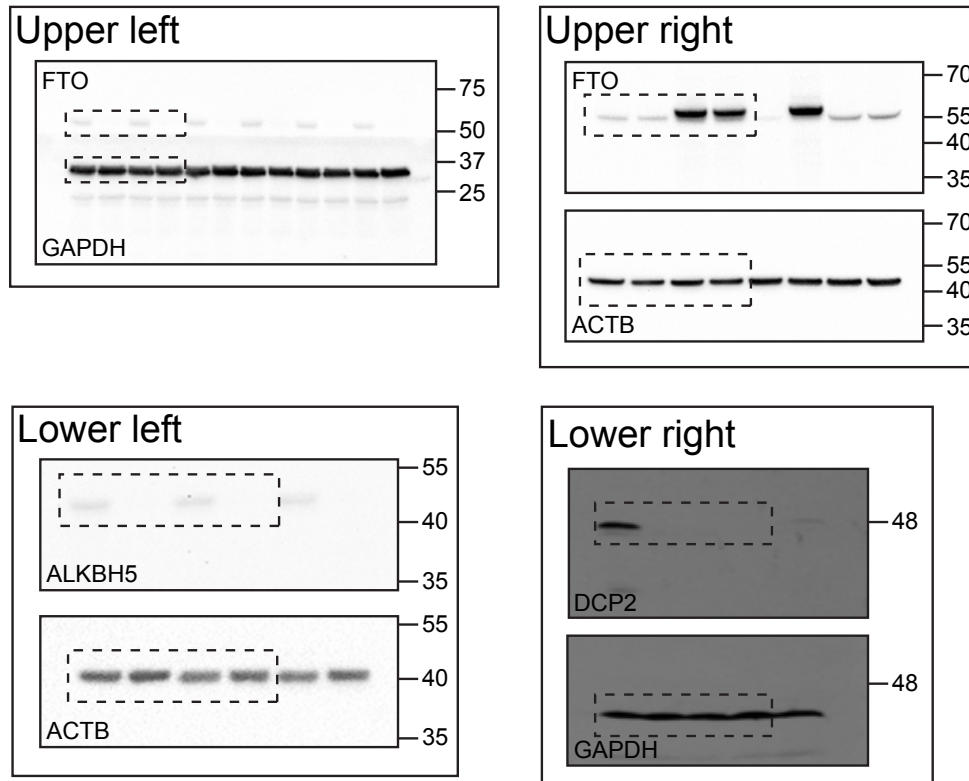 Upper left
FTO
75
50
37
25
GAPDH
Upper right
FTO
70
55
40
35
70
55
40
35
ACTB
Lower left
55
40
35
ALKBH5
55
40
35
ACTB
Lower right
48
DCP2
48
GAPDH